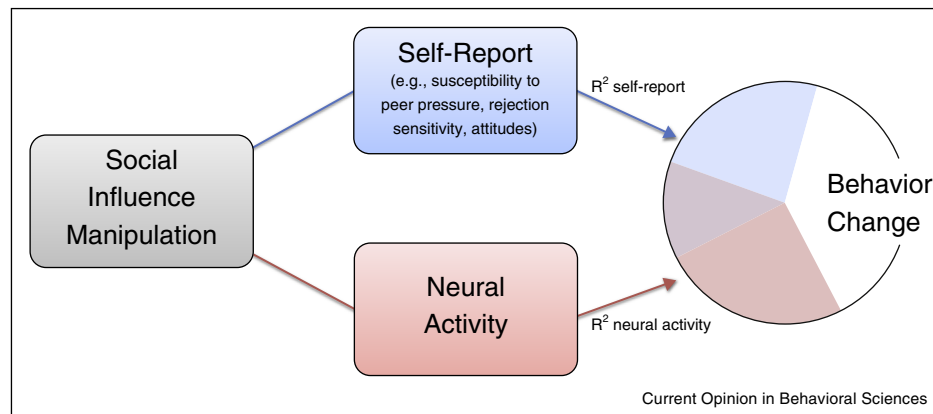 Social
Influence
Manipulation
Self-Report
(e.g., susceptibility to
peer pressure, rejection
sensitivity, attitudes)
R² self-report
Neural
Activity
R² neural activity
Behavior
Change
Current Opinion in Behavioral Sciences